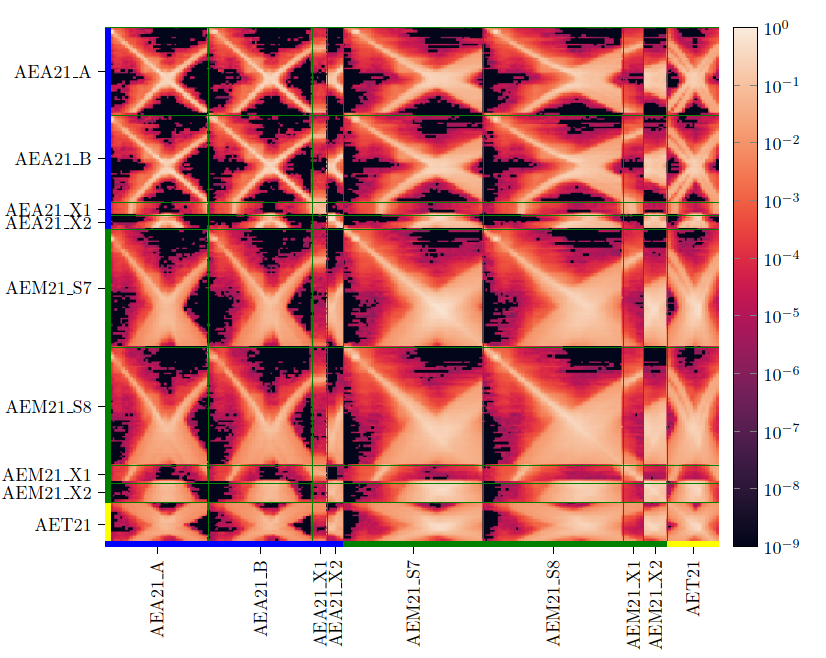 AEA21_A
AEA21_B
AEA21_X1
AEA21_X2
AEM21_S7
AEM21_S8
AEM21_X1
AEM21_X2
AET21
10^0
10^−1
10^−2
10^−3
10^−4
10^−5
10^−6
10^−7
10^−8
10^−9
AEA21_A
AEA21_B
AEA21_X1
AEA21_X2
AEM21_S7
AEM21_S8
AEM21_X1
AEM21_X2
AET21